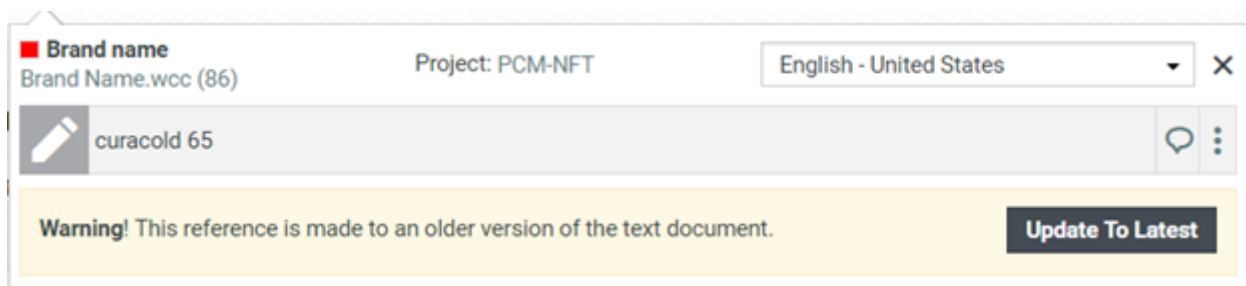 Brand name
Project: PCM-NFT
English - United States
Brand Name.wcc (86)
curacold 65
Warning! This reference is made to an older version of the text document.
Update To Latest